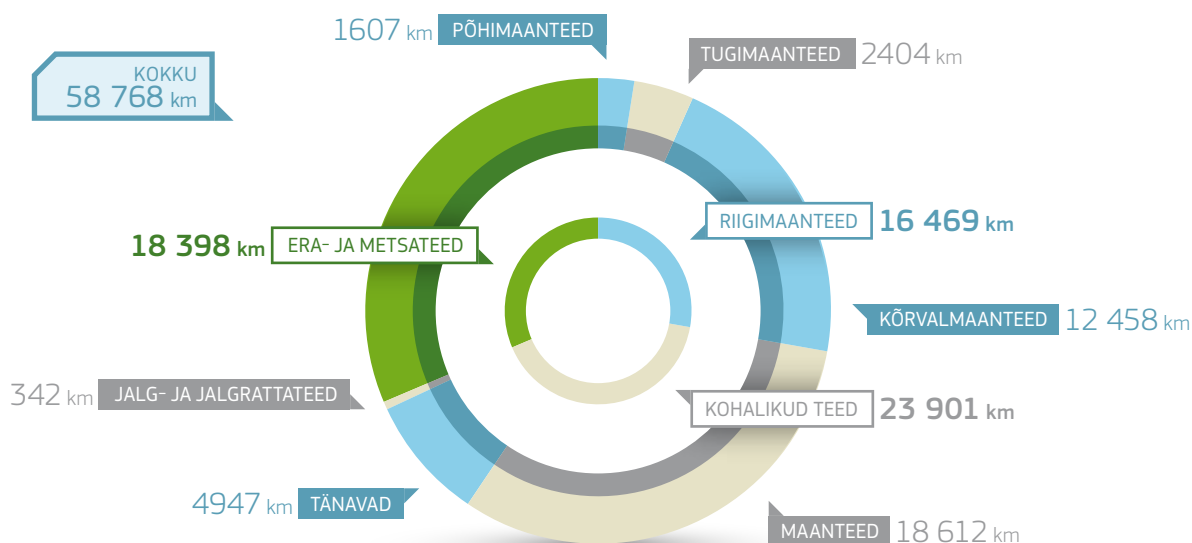 1607 km PÕHIMAANTEED
TUGIMAANTEED 2404 km
KOKKU
58 768 km
RIIGIMAANTEED 16 469 km
18 398 km ERA- JA METSATEED
KÕRVALMAANTEED 12 458 km
342 km JALG- JA JALGRATTATEED
KOHALIKUD TEED 23 901 km
4947 km TÄNAVAD
MAANTEED 18 612 km